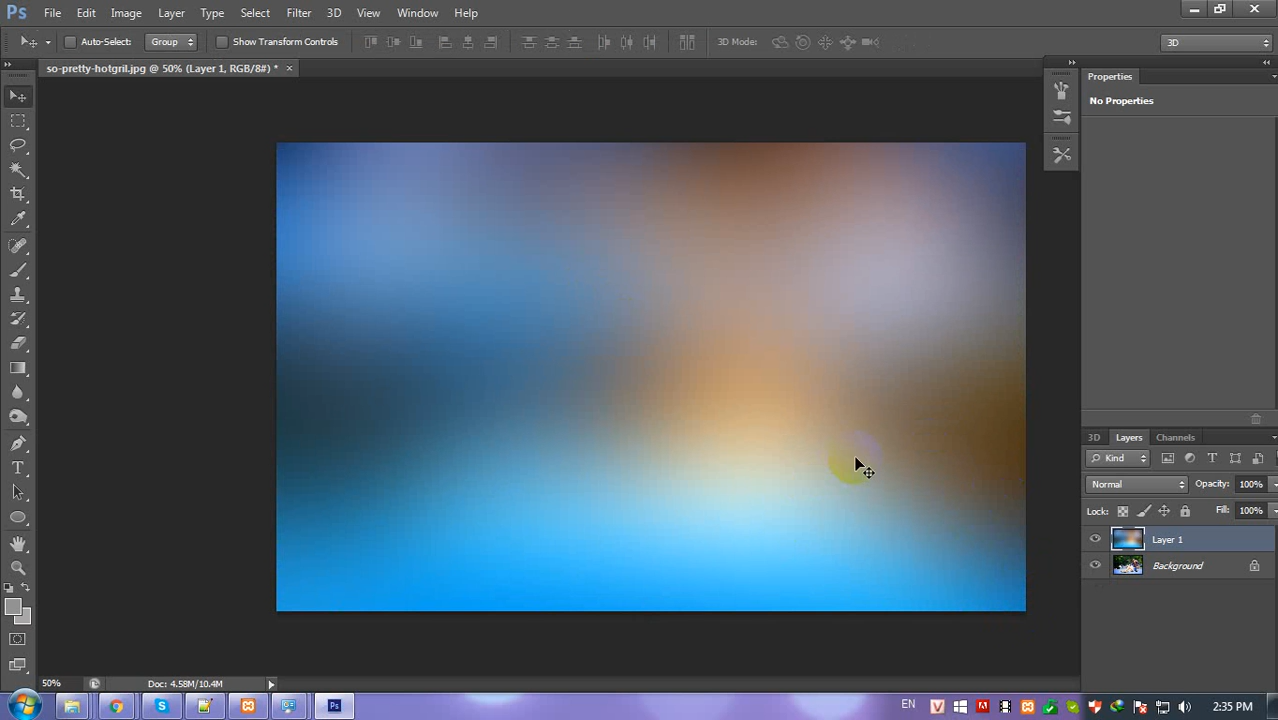 Ps File Edit Image Layer Type Select Filter 3D View Window Help
Auto-Select: Group Show Transform Controls 3D Mode: 3D
so-pretty-hotgril.jpg @ 50% (Layer 1, RGB/8#) *
Properties
No Properties
3D Layers Channels
Kind
Normal Opacity: 100%
Lock: Fill: 100%
Layer 1
Background
50% Doc: 4.58M/10.4M
EN 2:35 PM